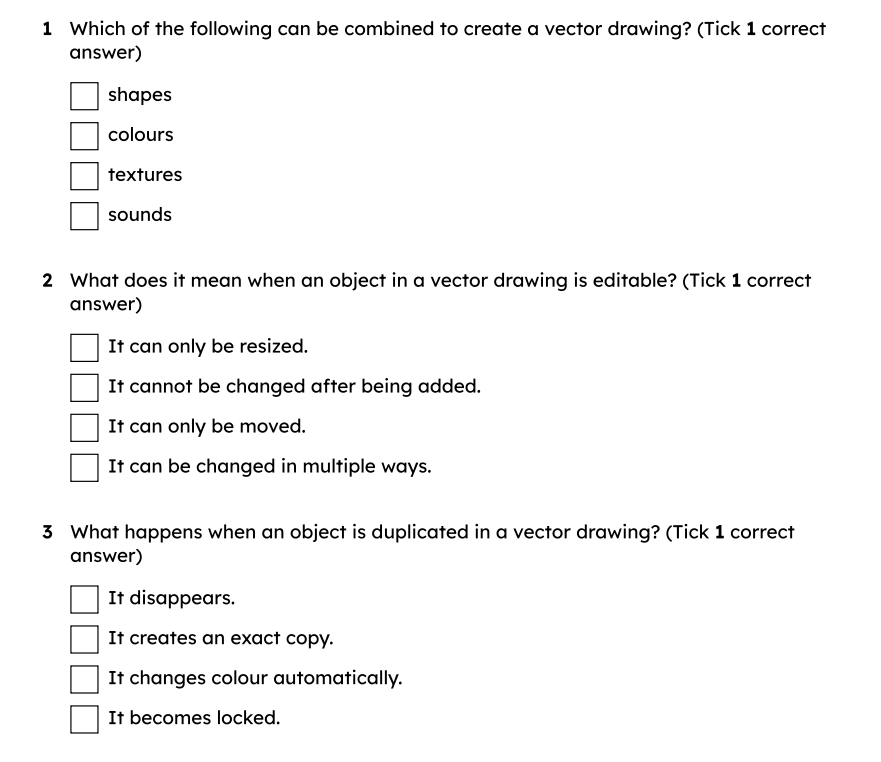 1 Which of the following can be combined to create a vector drawing? (Tick 1 correct
answer)
shapes
colours
textures
sounds
2 What does it mean when an object in a vector drawing is editable? (Tick 1 correct
answer)
It can only be resized.
It cannot be changed after being added.
It can only be moved.
It can be changed in multiple ways.
3 What happens when an object is duplicated in a vector drawing? (Tick 1 correct
answer)
It disappears.
It creates an exact copy.
It changes colour automatically.
It becomes locked.